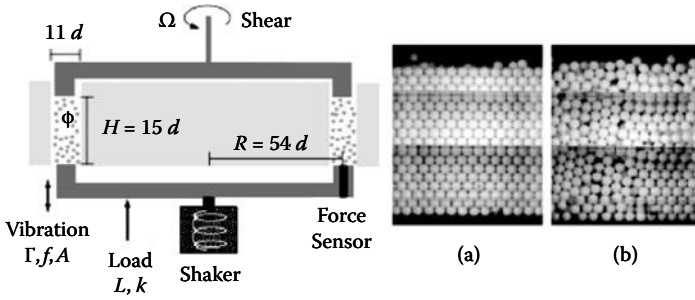 Ω
Shear
11 d
ϕ
H = 15 d
R = 54 d
Vibration
Γ, f, A
Load
L, k
Shaker
Force
Sensor
(a)
(b)